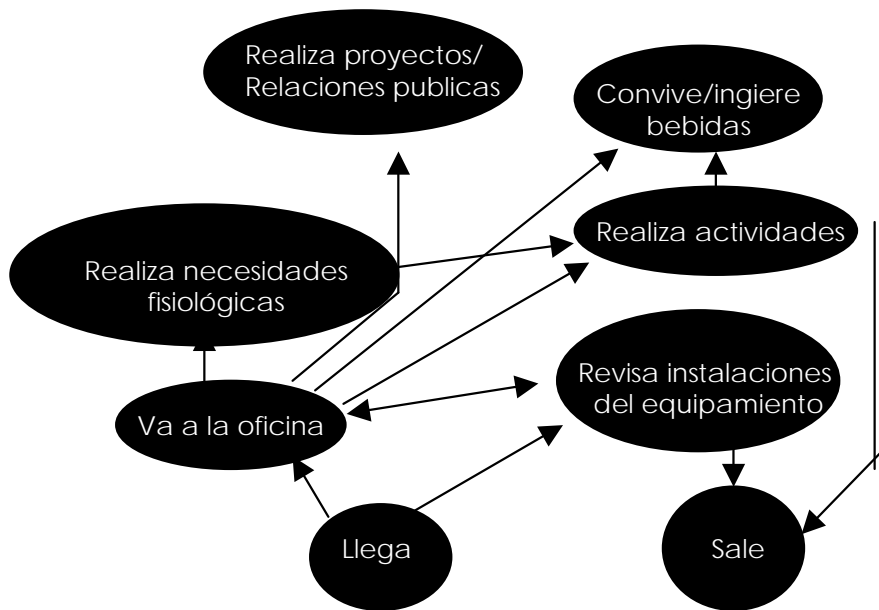 Realiza proyectos/
Relaciones publicas
Convive/ingiere
bebidas
Realiza actividades
Realiza necesidades
fisiológicas
Revisa instalaciones
del equipamiento
Va a la oficina
Llega
Sale